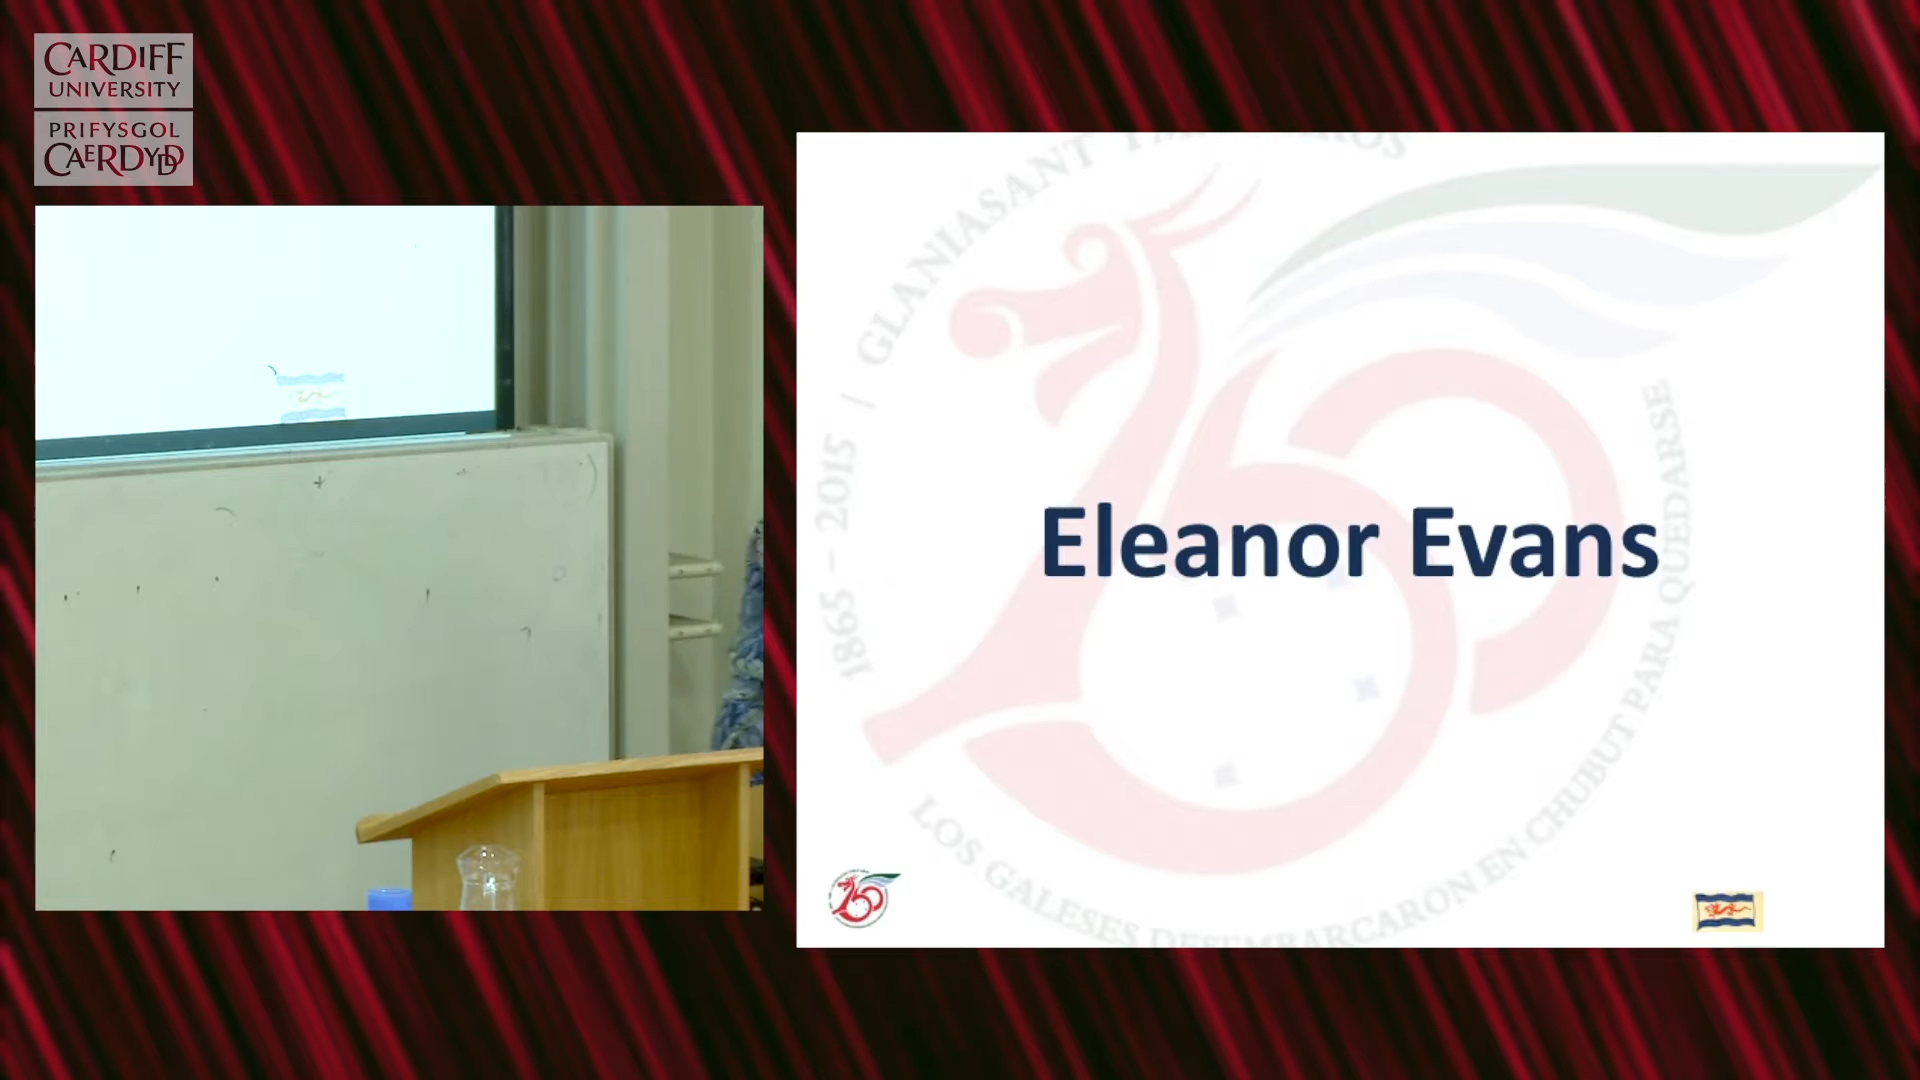 CARDIFF
UNIVERSITY
PRIFYSGOL
CAERDYDD
1865 – 2015 / GLANIASANT
Eleanor Evans
LOS GALESES DESEMBARCARON EN CHUBUT PARA QUEDARSE